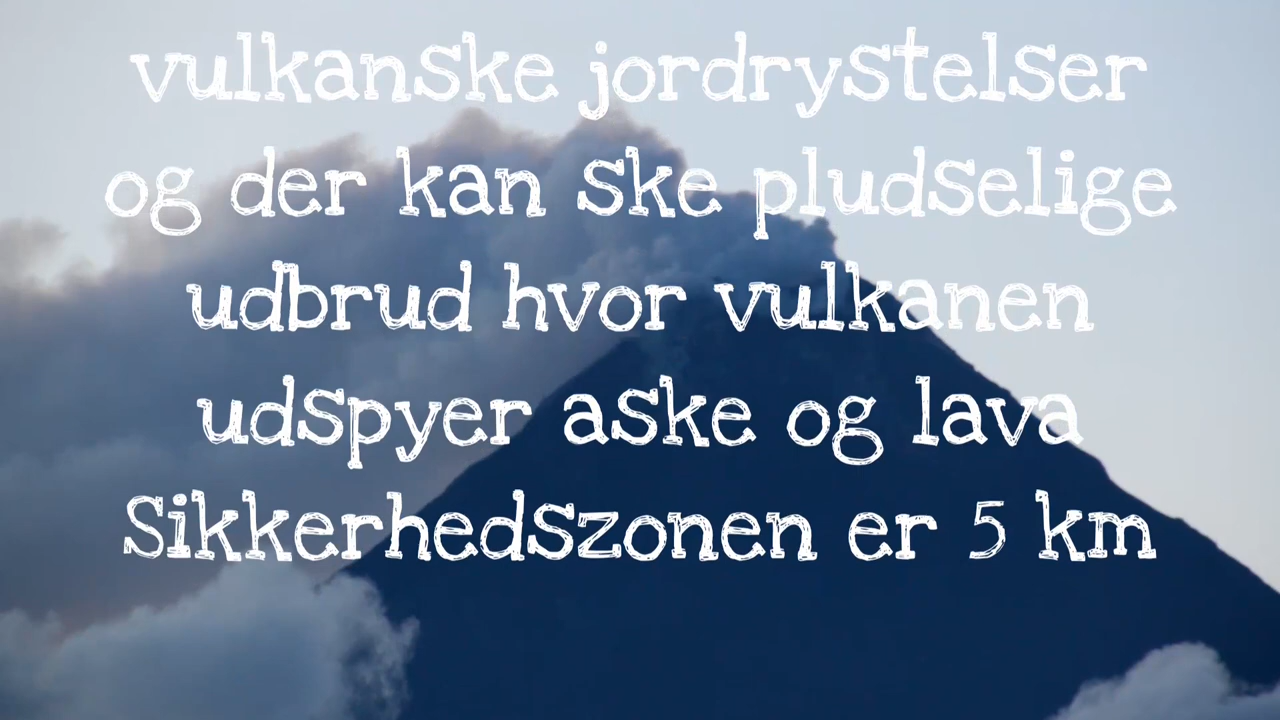 vulkanske jordrystelser
og der kan ske pludselige
udbrud hvor vulkanen
udspyer aske og lava
Sikkerhedszonen er 5 km